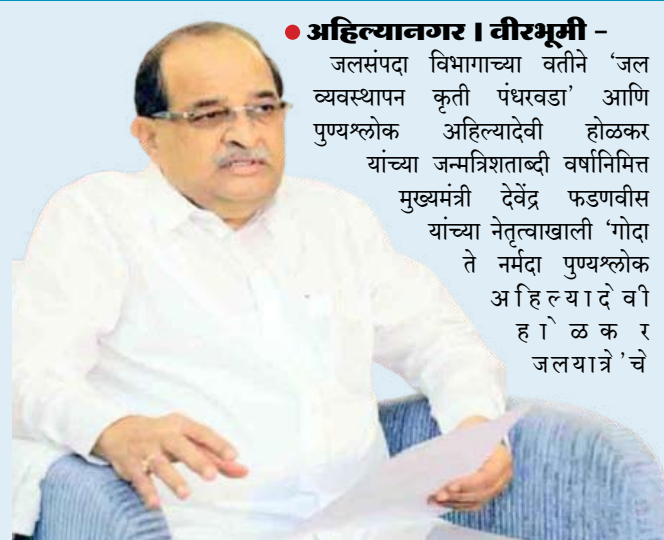 ● अहिल्यानगर । वीरभूमी -
जलसंपदा विभागाच्या वतीने ‘जल
व्यवस्थापन कृती पंधरवडा’ आणि
पुण्यश्लोक अहिल्यादेवी होळकर
यांच्या जन्मत्रिशताब्दी वर्षानिमित्त
मुख्यमंत्री देवेंद्र फडणवीस
यांच्या नेतृत्वाखाली ‘गोदा
ते नर्मदा पुण्यश्लोक
अहिल्यादेवी
होळकर
जलयात्रे’चे